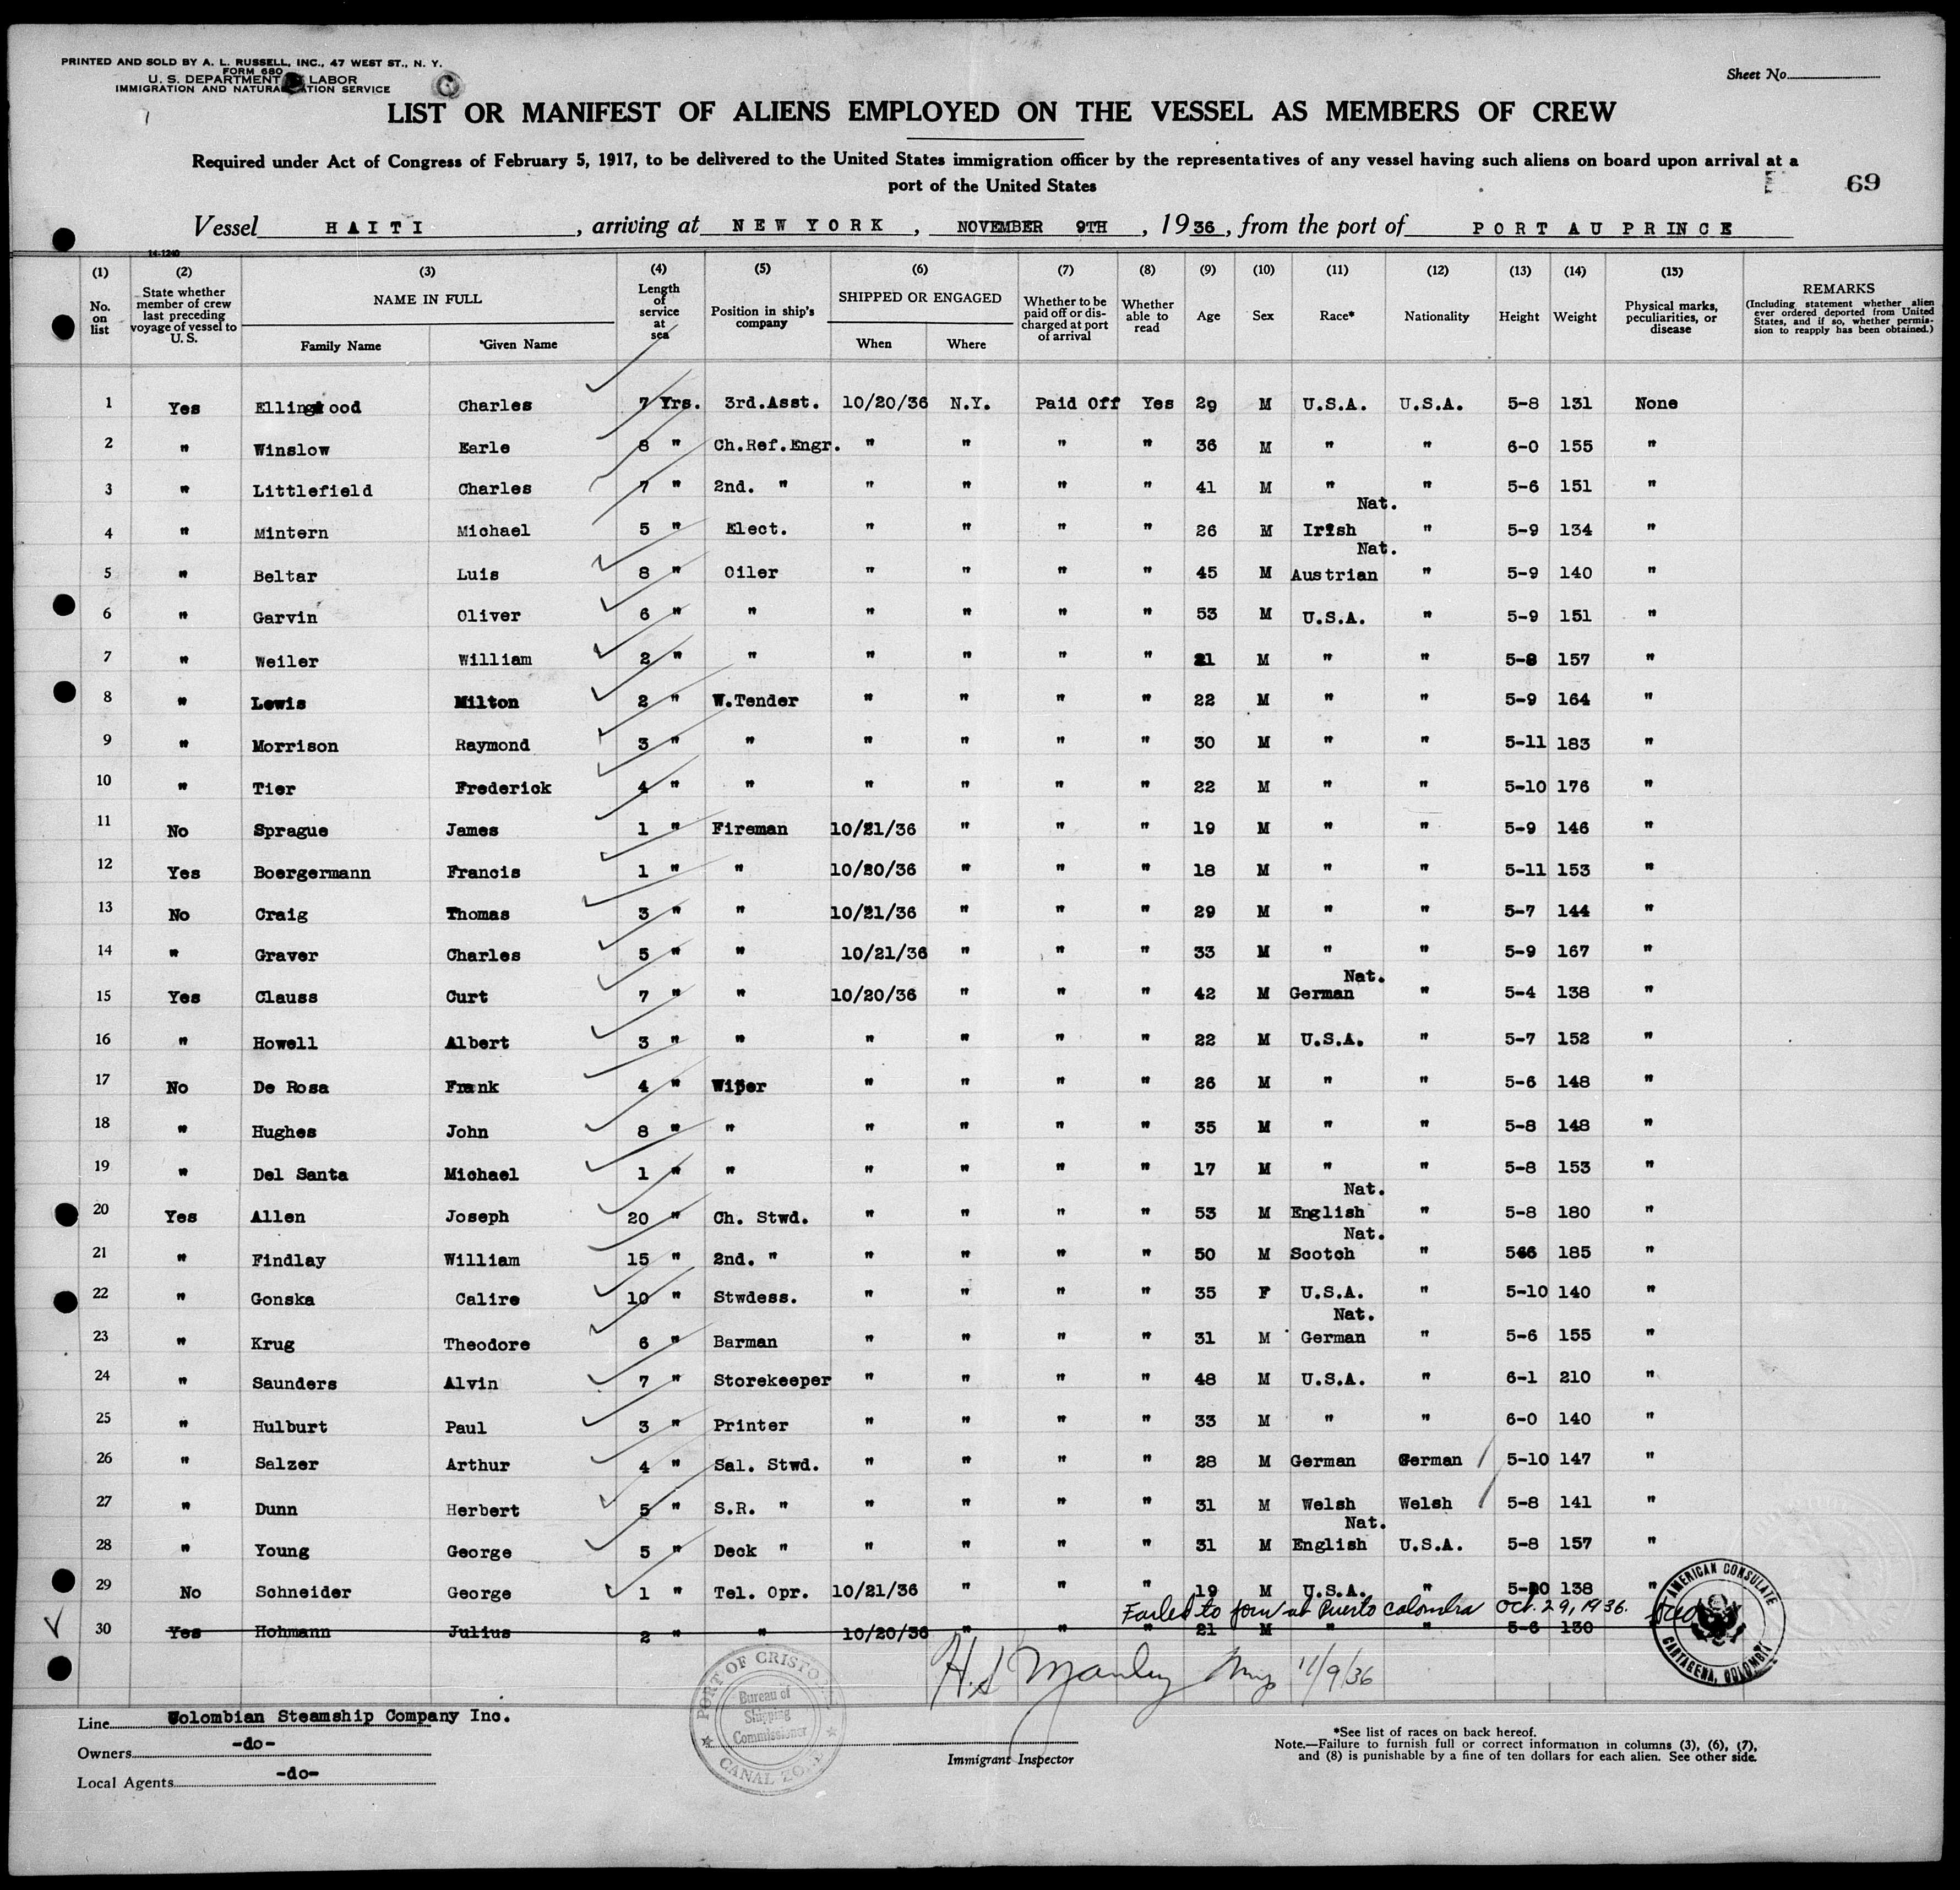 PRINTED AND SOLD BY A. L. RUSSELL, INC., 47 WEST ST., N. Y.
FORM 680
U. S. DEPARTMENT LABOR
IMMIGRATION AND NATURA TION SERVICE
Sheet No.
LIST OR MANIFEST OF ALIENS EMPLOYED ON THE VESSEL AS MEMBERS OF CREW
Required under Act of Congress of February 5, 1917, to be delivered to the United States immigration officer by the representatives of any vessel having such aliens on board upon arrival at a
port of the United States
69
Vessel HAITI, arriving at NEW YORK, NOVEMBER 9TH, 1936, from the port of PORT AU PRINCE
14-1240
(1) (2) (3) (4) (5) (6) (7) (8) (9) (10) (11) (12) (13) (14) (15)
No. on list
State whether member of crew last preceding voyage of vessel to U. S.
NAME IN FULL
Family Name
Given Name
Length of service at sea
Position in ship's company
SHIPPED OR ENGAGED
When
Where
Whether to be paid off or discharged at port of arrival
Whether able to read
Age
Sex
Race*
Nationality
Height
Weight
Physical marks, peculiarities, or disease
REMARKS
(Including statement whether alien ever ordered deported from United States, and if so, whether permission to reapply has been obtained.)
1 Yes Ellingwood Charles 7 Yrs. 3rd.Asst. 10/20/36 N.Y. Paid Off Yes 29 M U.S.A. U.S.A. 5-8 131 None
2 " Winslow Earle 8 " Ch.Ref.Engr. " " " " 36 M " " 6-0 155 "
3 " Littlefield Charles 7 " 2nd. " " " " " 41 M " " 5-6 151 "
Nat.
4 " Mintern Michael 5 " Elect. " " " " 26 M Irish " 5-9 134 "
Nat.
5 " Beltar Luis 8 " Oiler " " " " 45 M Austrian " 5-9 140 "
6 " Garvin Oliver 6 " " " " " " 53 M U.S.A. " 5-9 151 "
7 " Weiler William 2 " " " " " " 21 M " " 5-8 157 "
8 " Lewis Milton 2 " W.Tender " " " " 22 M " " 5-9 164 "
9 " Morrison Raymond 3 " " " " " " 30 M " " 5-11 183 "
10 " Tier Frederick 4 " " " " " " 22 M " " 5-10 176 "
11 No Sprague James 1 " Fireman 10/21/36 " " " 19 M " " 5-9 146 "
12 Yes Boergermann Francis 1 " " 10/20/36 " " " 18 M " " 5-11 153 "
13 No Craig Thomas 3 " " 10/21/36 " " " 29 M " " 5-7 144 "
14 " Graver Charles 5 " " 10/21/36 " " " 33 M " " 5-9 167 "
Nat.
15 Yes Clauss Curt 7 " " 10/20/36 " " " 42 M German " 5-4 138 "
16 " Howell Albert 3 " " " " " " 22 M U.S.A. " 5-7 152 "
17 No De Rosa Frank 4 " Wiper " " " " 26 M " " 5-6 148 "
18 " Hughes John 8 " " " " " " 35 M " " 5-8 148 "
19 " Del Santa Michael 1 " " " " " " 17 M " " 5-8 153 "
Nat.
20 Yes Allen Joseph 20 " Ch. Stwd. " " " " 53 M English " 5-8 180 "
Nat.
21 " Findlay William 15 " 2nd. " " " " " 50 M Scotch " 566 185 "
22 " Gonska Calire 10 " Stwdess. " " " " 35 F U.S.A. " 5-10 140 "
Nat.
23 " Krug Theodore 6 " Barman " " " " 31 M German " 5-6 155 "
24 " Saunders Alvin 7 " Storekeeper " " " " 48 M U.S.A. " 6-1 210 "
25 " Hulburt Paul 3 " Printer " " " " 33 M " " 6-0 140 "
26 " Salzer Arthur 4 " Sal. Stwd. " " " " 28 M German German 5-10 147 "
27 " Dunn Herbert 5 " S.R. " " " " " 31 M Welsh Welsh 5-8 141 "
Nat.
28 " Young George 5 " Deck " " " " " 31 M English U.S.A. 5-8 157 "
29 No Schneider George 1 " Tel. Opr. 10/21/36 " " " 19 M U.S.A. " 5-10 138 "
Failed to join at Puerto Colombia Oct. 29, 1936.
30 Yes Hohmann Julius 2 " " 10/20/36 " " " 21 M " " 5-6 130
AMERICAN CONSULATE
CARTAGENA, COLOMBIA
H. S Manley Insp 11/9/36
PORT OF CRISTOBAL
Bureau of
Shipping
Commissioner
CANAL ZONE
Line Colombian Steamship Company Inc.
Owners -do-
Local Agents -do-
Immigrant Inspector
*See list of races on back hereof.
Note.—Failure to furnish full or correct information in columns (3), (6), (7),
and (8) is punishable by a fine of ten dollars for each alien. See other side.